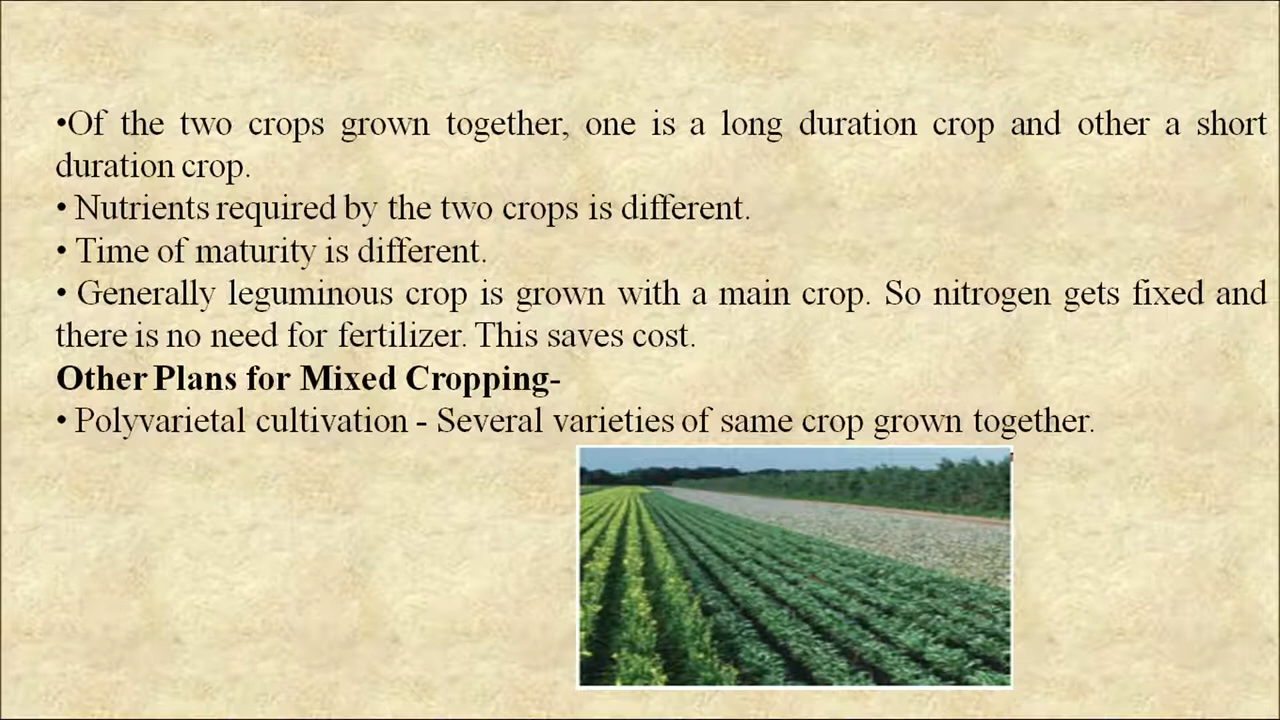 •Of the two crops grown together, one is a long duration crop and other a short
duration crop.
• Nutrients required by the two crops is different.
• Time of maturity is different.
• Generally leguminous crop is grown with a main crop. So nitrogen gets fixed and
there is no need for fertilizer. This saves cost.
Other Plans for Mixed Cropping-
• Polyvarietal cultivation - Several varieties of same crop grown together.